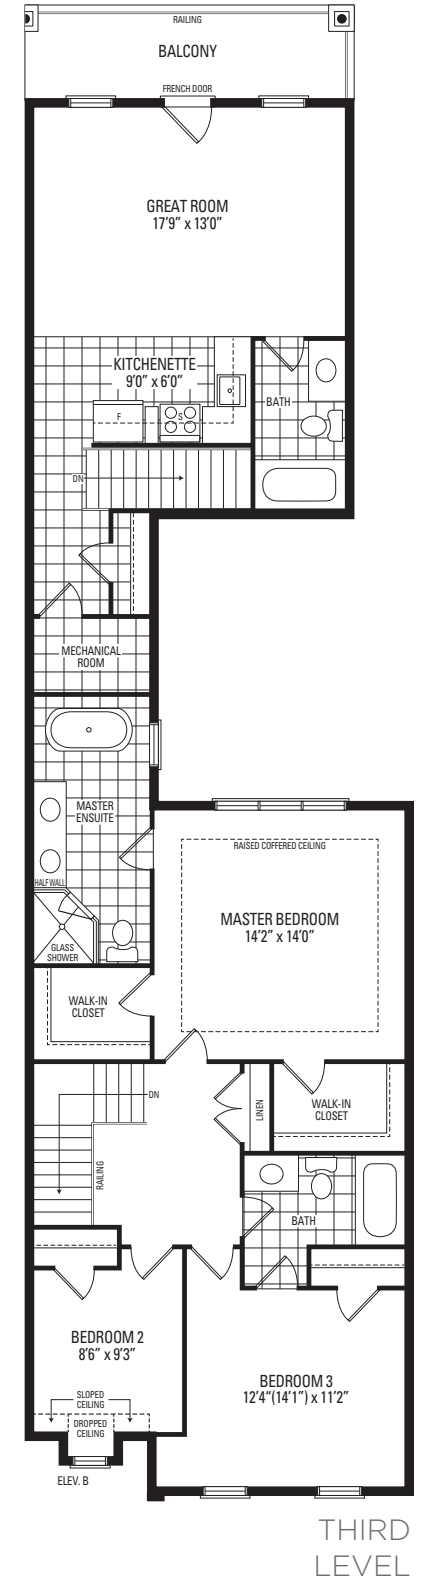 RAILING
BALCONY
FRENCH DOOR
GREAT ROOM
17'9" x 13'0"
KITCHENETTE
9'0" x 6'0"
BATH
F
S
DN
MECHANICAL
ROOM
MASTER
ENSUITE
RAISED COFFERED CEILING
HALF WALL
MASTER BEDROOM
14'2" x 14'0"
GLASS
SHOWER
WALK-IN
CLOSET
DN
LINEN
WALK-IN
CLOSET
RAILING
BATH
BEDROOM 2
8'6" x 9'3"
BEDROOM 3
12'4"(14'1") x 11'2"
SLOPED
CEILING
DROPPED
CEILING
ELEV. B
THIRD
LEVEL